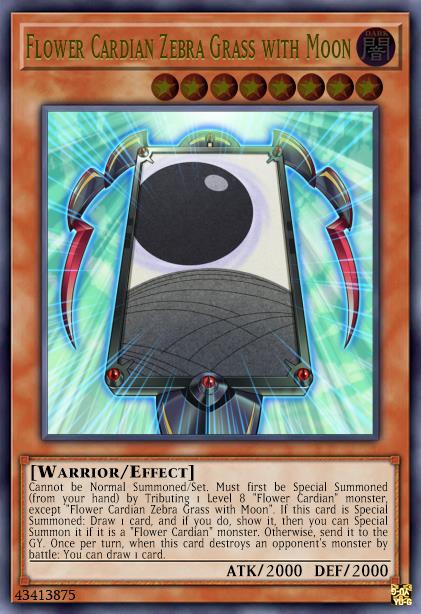 Flower Cardian Zebra Grass with Moon
DARK
闇
[Warrior/Effect]
Cannot be Normal Summoned/Set. Must first be Special Summoned
(from your hand) by Tributing 1 Level 8 "Flower Cardian" monster,
except "Flower Cardian Zebra Grass with Moon". If this card is Special
Summoned: Draw 1 card, and if you do, show it, then you can Special
Summon it if it is a "Flower Cardian" monster. Otherwise, send it to the
GY. Once per turn, when this card destroys an opponent's monster by
battle: You can draw 1 card.
ATK/2000 DEF/2000
43413875